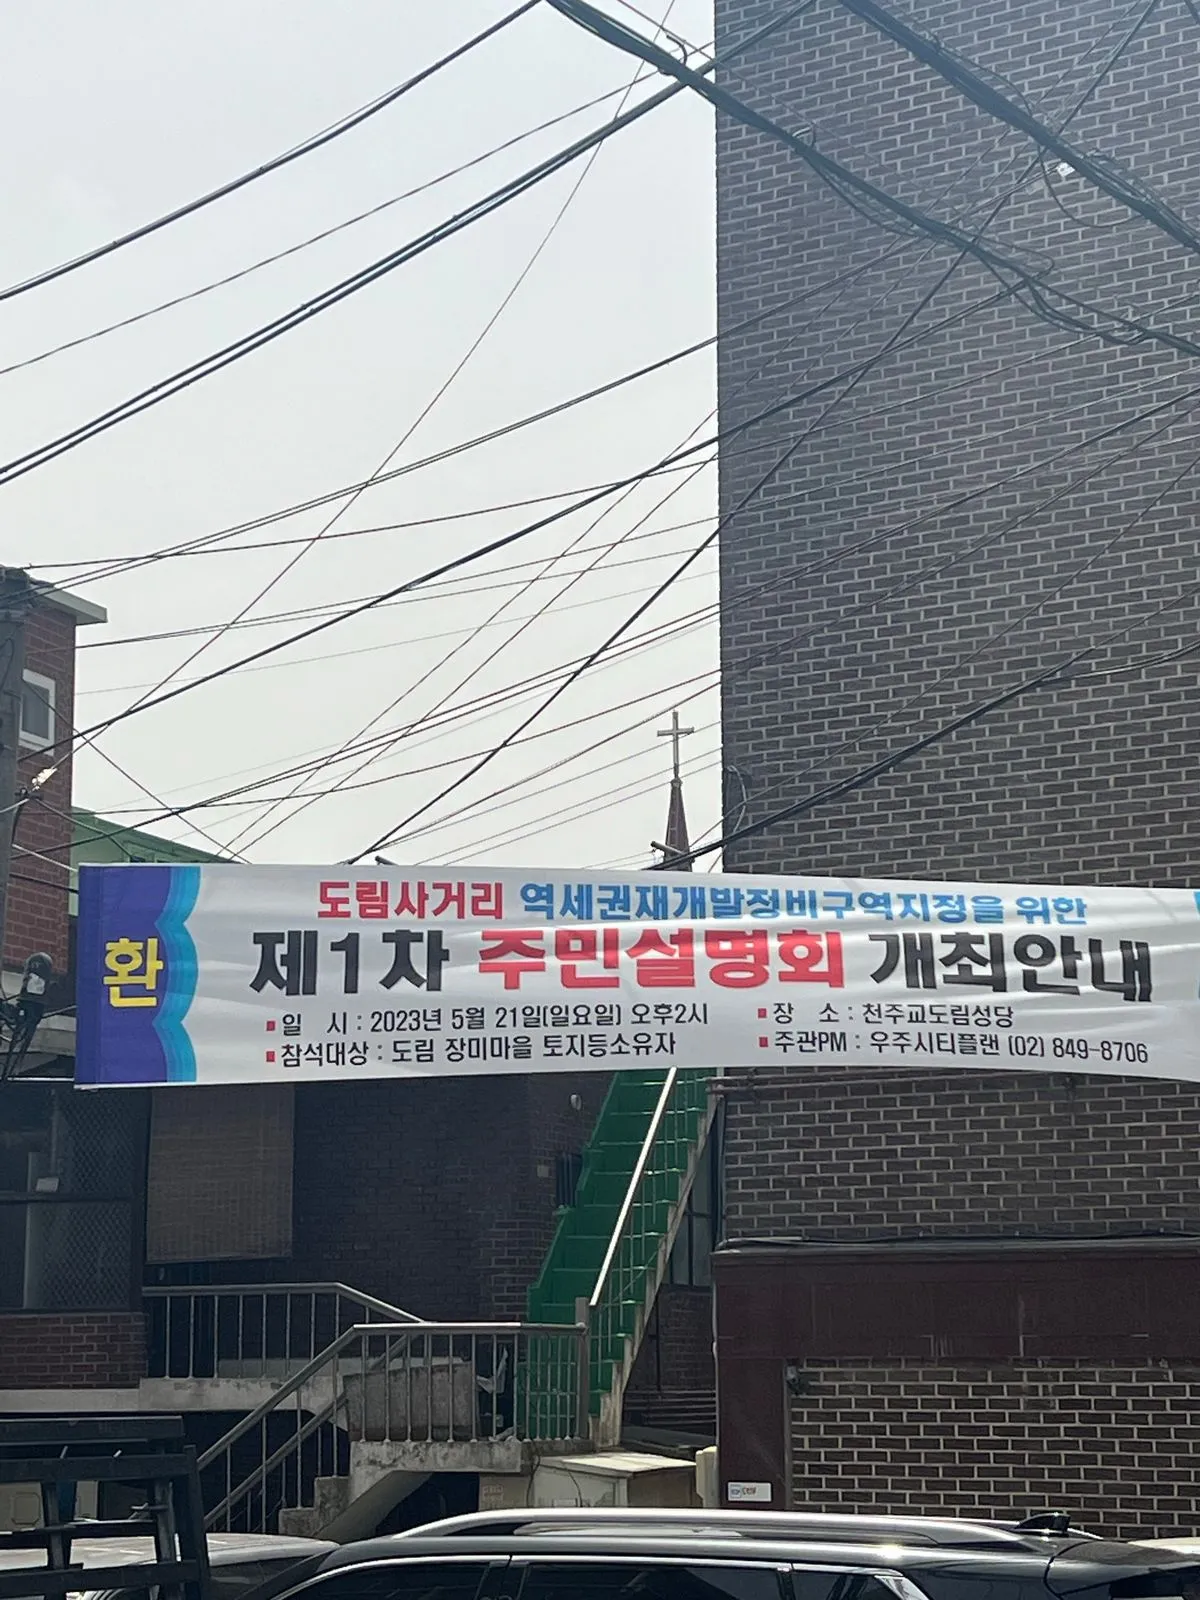 환
도림사거리 역세권재개발정비구역지정을 위한
제1차 주민설명회 개최안내
일 시 : 2023년 5월 21일(일요일) 오후2시
참석대상 : 도림 장미마을 토지등소유자
장 소 : 천주교도림성당
주관PM : 우주시티플랜 (02) 849-8706